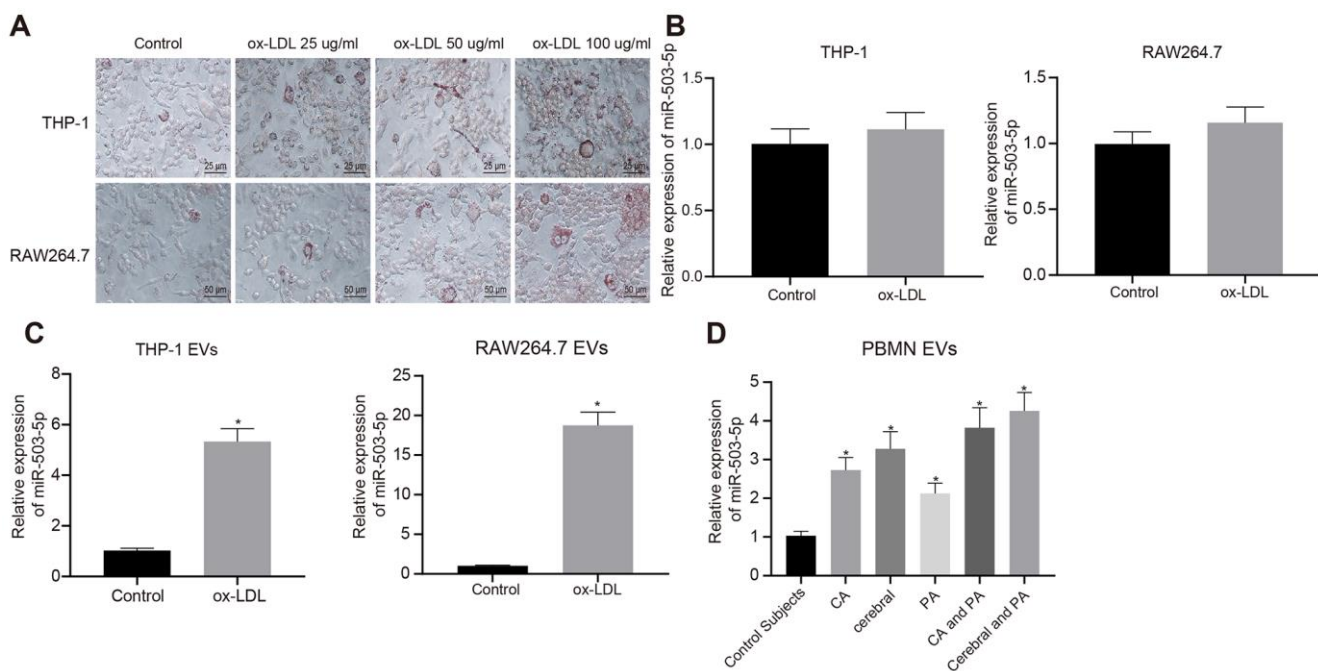 A
Control
ox-LDL 25 ug/ml
ox-LDL 50 ug/ml
ox-LDL 100 ug/ml
THP-1
25 µm
25 µm
25 µm
25 µm
RAW264.7
50 µm
50 µm
50 µm
50 µm
B
THP-1
Relative expression of miR-503-5p
1.5
1.0
0.5
0.0
Control
ox-LDL
RAW264.7
Relative expression
of miR-503-5p
1.5
1.0
0.5
0.0
Control
ox-LDL
C
THP-1 EVs
Relative expression
of miR-503-5p
8
6
4
2
0
*
Control
ox-LDL
RAW264.7 EVs
Relative expression
of miR-503-5p
25
20
15
10
5
0
*
Control
ox-LDL
D
PBMN EVs
Relative expression
of miR-503-5p
5
4
3
2
1
0
*
*
*
*
*
Control Subjects
CA
cerebral
PA
CA and PA
Cerebral and PA